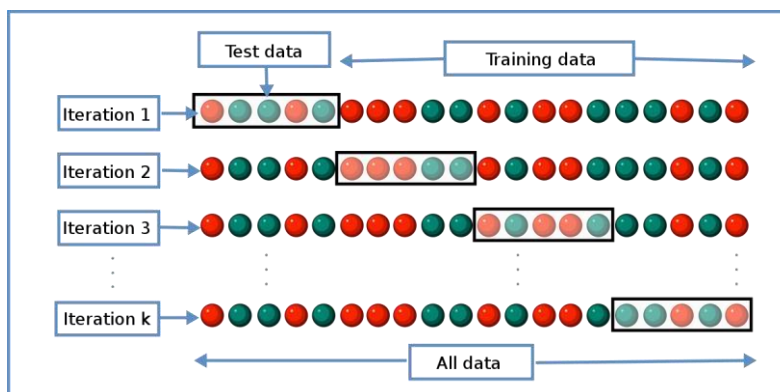 Test data
Training data
Iteration 1
Iteration 2
Iteration 3
Iteration k
All data